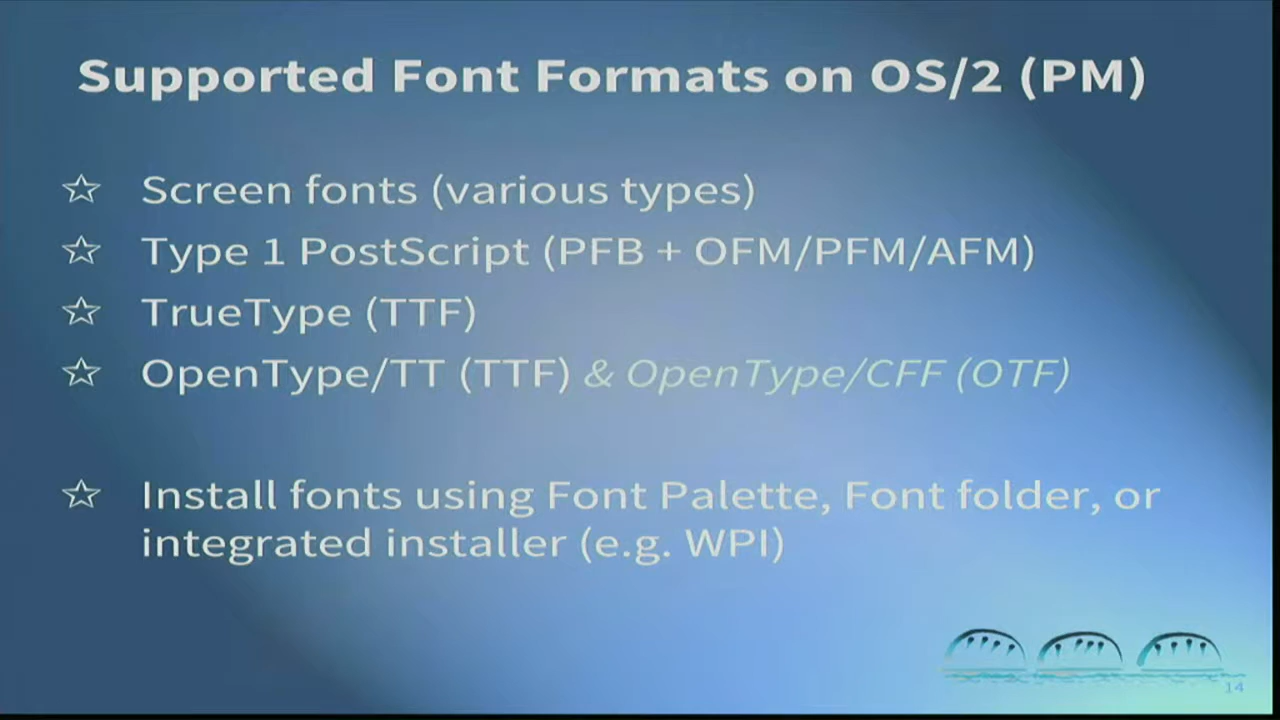 Supported Font Formats on OS/2 (PM)
☆ Screen fonts (various types)
☆ Type 1 PostScript (PFB + OFM/PFM/AFM)
☆ TrueType (TTF)
☆ OpenType/TT (TTF) & OpenType/CFF (OTF)
☆ Install fonts using Font Palette, Font folder, or
integrated installer (e.g. WPI)
14